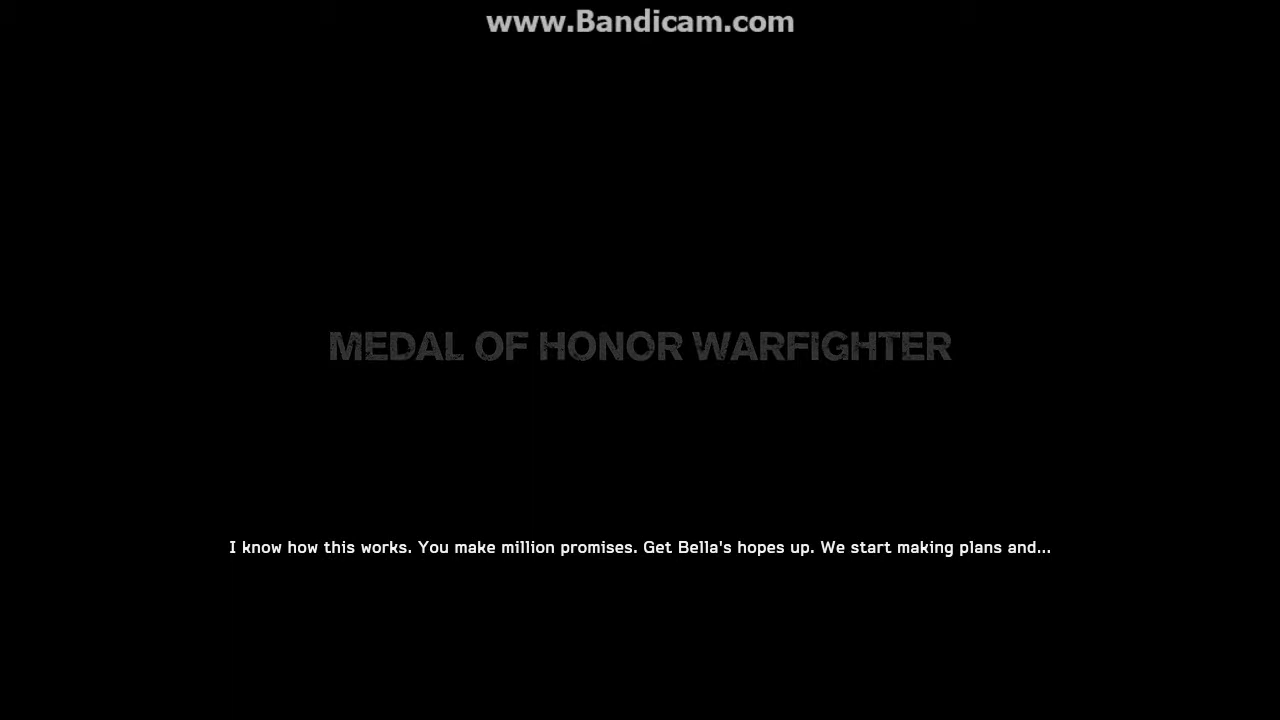 www.Bandicam.com
MEDAL OF HONOR WARFIGHTER
I know how this works. You make million promises. Get Bella's hopes up. We start making plans and...